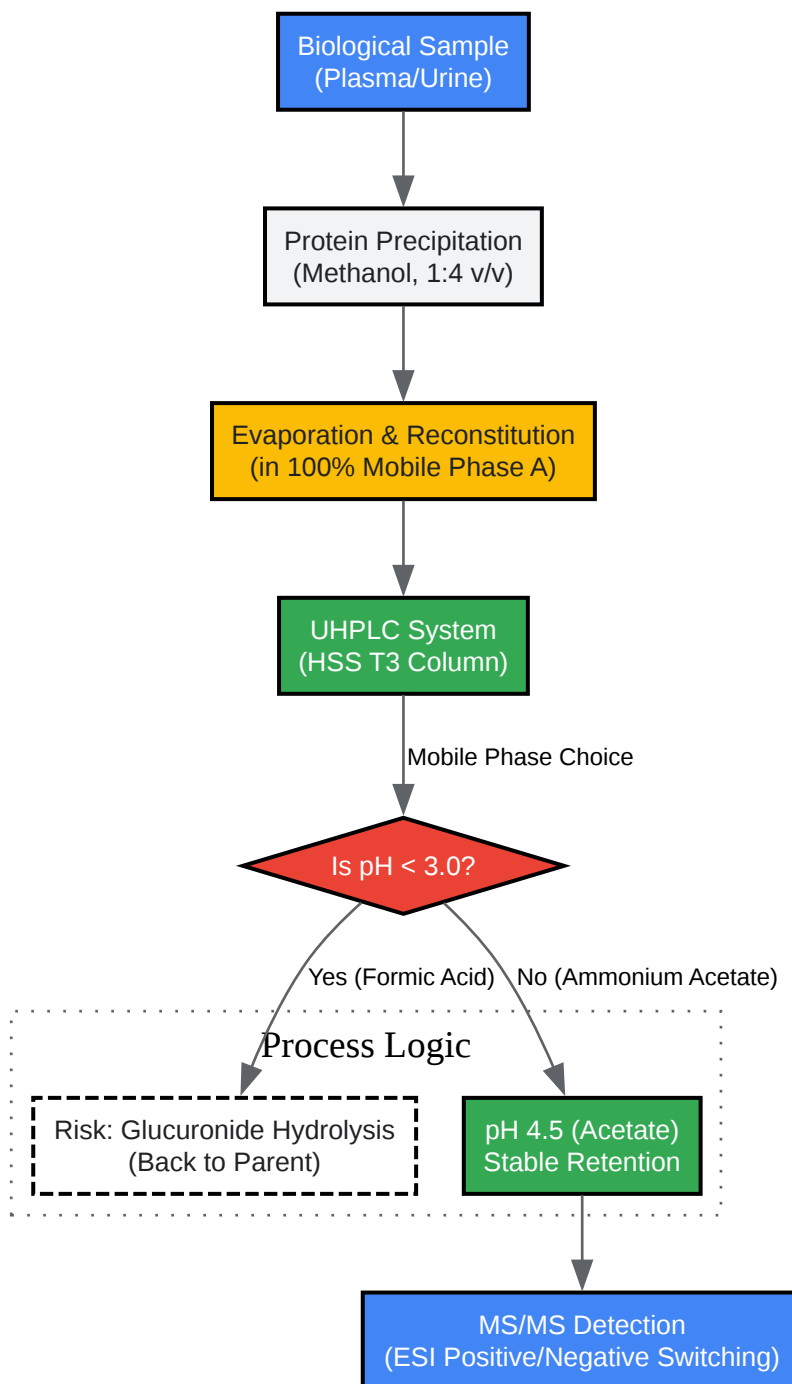 Biological Sample
(Plasma/Urine)
Protein Precipitation
(Methanol, 1:4 v/v)
Evaporation & Reconstitution
(in 100% Mobile Phase A)
UHPLC System
(HSS T3 Column)
Mobile Phase Choice
Is pH < 3.0?
Yes (Formic Acid)
No (Ammonium Acetate)
Process Logic
Risk: Glucuronide Hydrolysis
(Back to Parent)
pH 4.5 (Acetate)
Stable Retention
MS/MS Detection
(ESI Positive/Negative Switching)